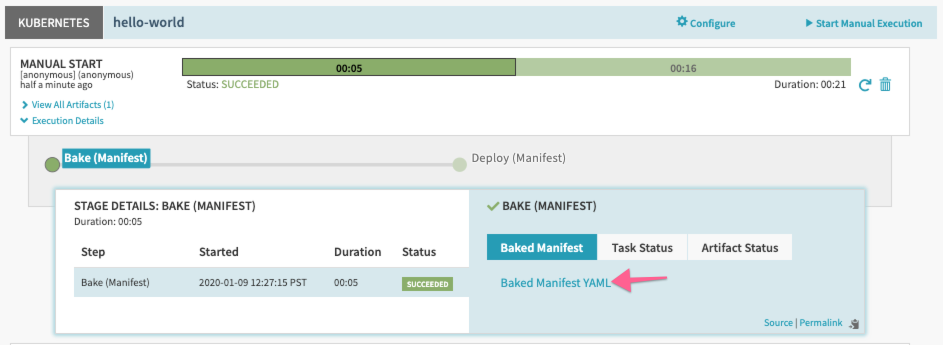 KUBERNETES hello-world Configure Start Manual Execution
MANUAL START 00:05 00:16
[anonymous] (anonymous)
half a minute ago Status: SUCCEEDED Duration: 00:21
View All Artifacts (1)
Execution Details
Bake (Manifest) Deploy (Manifest)
STAGE DETAILS: BAKE (MANIFEST)
Duration: 00:05
Step Started Duration Status
Bake (Manifest) 2020-01-09 12:27:15 PST 00:05 SUCCEEDED
BAKE (MANIFEST)
Baked Manifest Task Status Artifact Status
Baked Manifest YAML
Source | Permalink